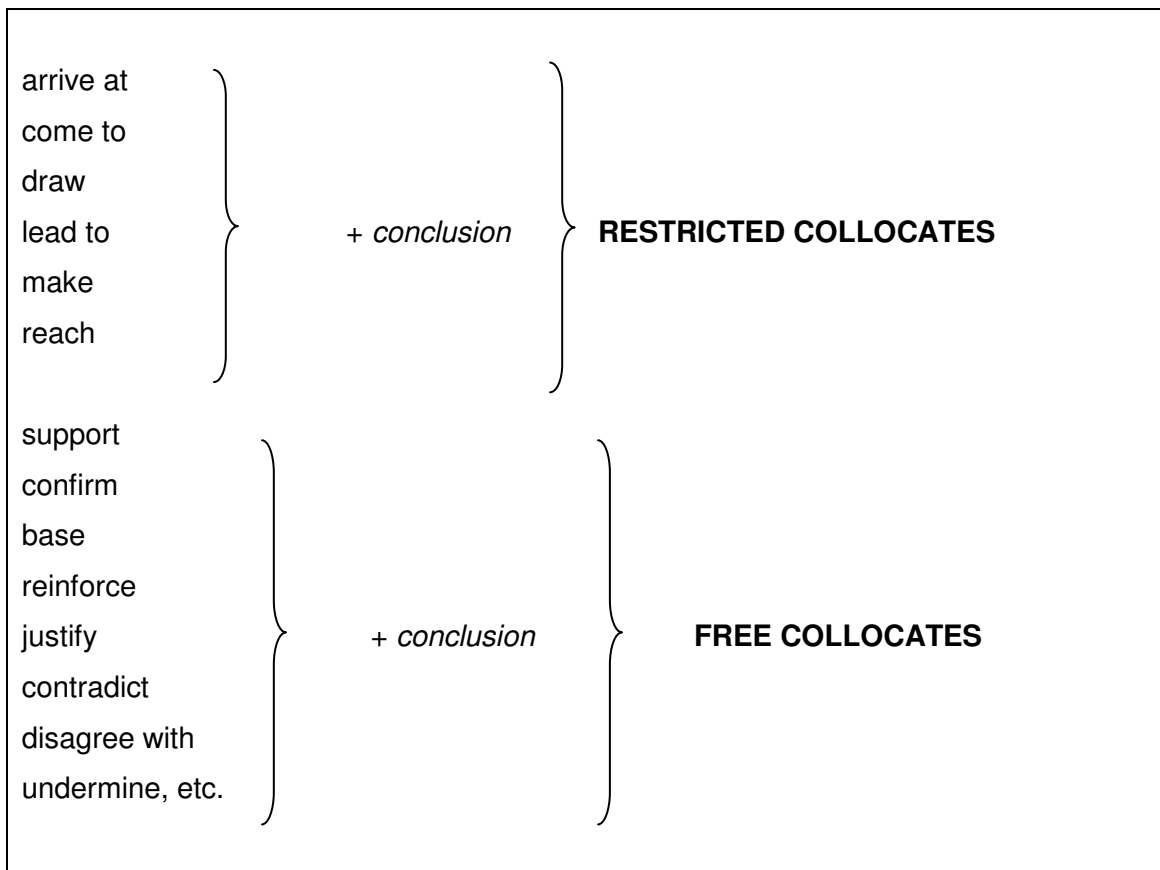 arrive at
come to
draw
lead to + conclusion RESTRICTED COLLOCATES
make
reach
support
confirm
base
reinforce
justify + conclusion FREE COLLOCATES
contradict
disagree with
undermine, etc.